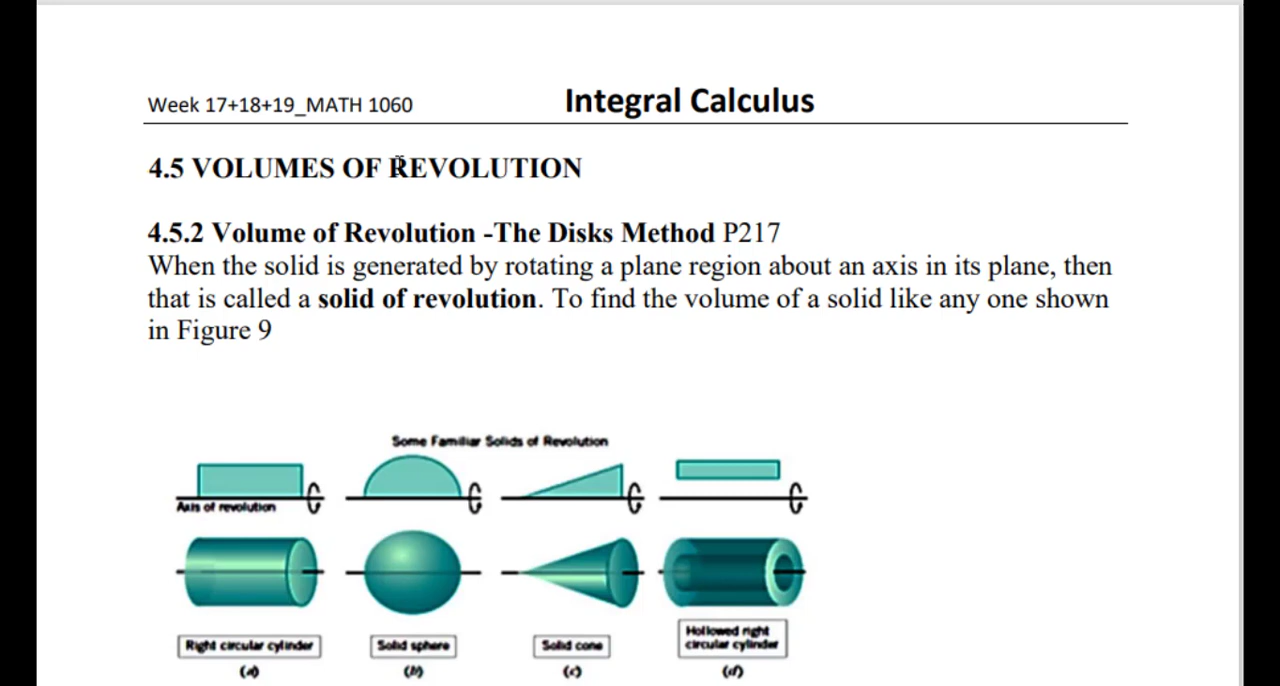 Week 17+18+19_MATH 1060
Integral Calculus
4.5 VOLUMES OF REVOLUTION
4.5.2 Volume of Revolution -The Disks Method P217
When the solid is generated by rotating a plane region about an axis in its plane, then
that is called a solid of revolution. To find the volume of a solid like any one shown
in Figure 9
Some Familiar Solids of Revolution
Axis of revolution
Right circular cylinder
Solid sphere
Solid cone
Hollowed right
circular cylinder
(a)
(b)
(c)
(d)